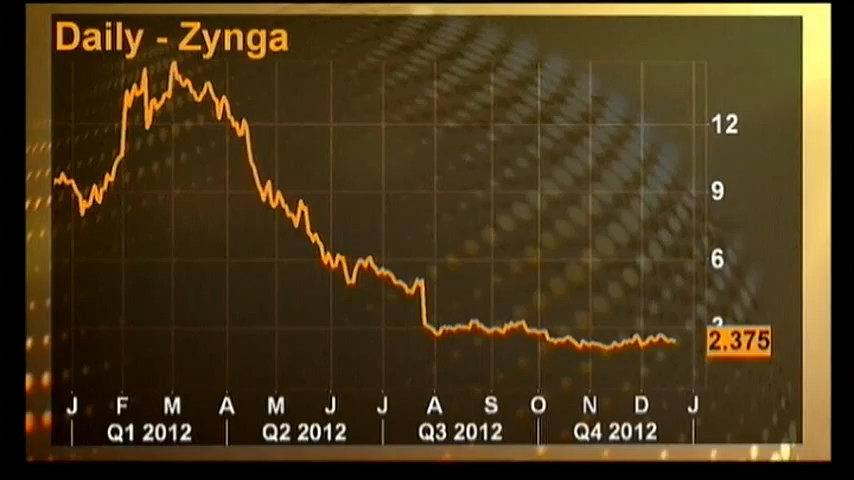 Daily - Zynga
12
9
6
2.375
J F M A M J J A S O N D J
Q1 2012 Q2 2012 Q3 2012 Q4 2012